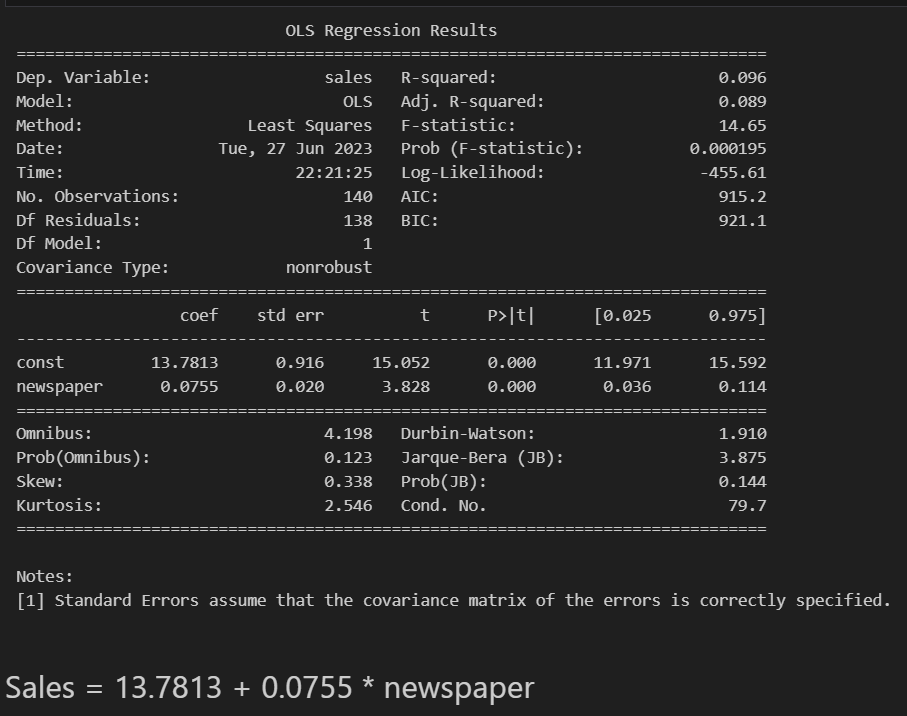 OLS Regression Results
==============================================================================
Dep. Variable:                  sales   R-squared:                       0.096
Model:                            OLS   Adj. R-squared:                  0.089
Method:                 Least Squares   F-statistic:                     14.65
Date:                Tue, 27 Jun 2023   Prob (F-statistic):           0.000195
Time:                        22:21:25   Log-Likelihood:                -455.61
No. Observations:                 140   AIC:                             915.2
Df Residuals:                     138   BIC:                             921.1
Df Model:                           1
Covariance Type:            nonrobust
==============================================================================
                 coef    std err          t      P>|t|      [0.025      0.975]
------------------------------------------------------------------------------
const         13.7813      0.916     15.052      0.000      11.971      15.592
newspaper      0.0755      0.020      3.828      0.000       0.036       0.114
==============================================================================
Omnibus:                        4.198   Durbin-Watson:                   1.910
Prob(Omnibus):                  0.123   Jarque-Bera (JB):                3.875
Skew:                           0.338   Prob(JB):                        0.144
Kurtosis:                       2.546   Cond. No.                         79.7
==============================================================================
Notes:
[1] Standard Errors assume that the covariance matrix of the errors is correctly specified.
Sales = 13.7813 + 0.0755 * newspaper